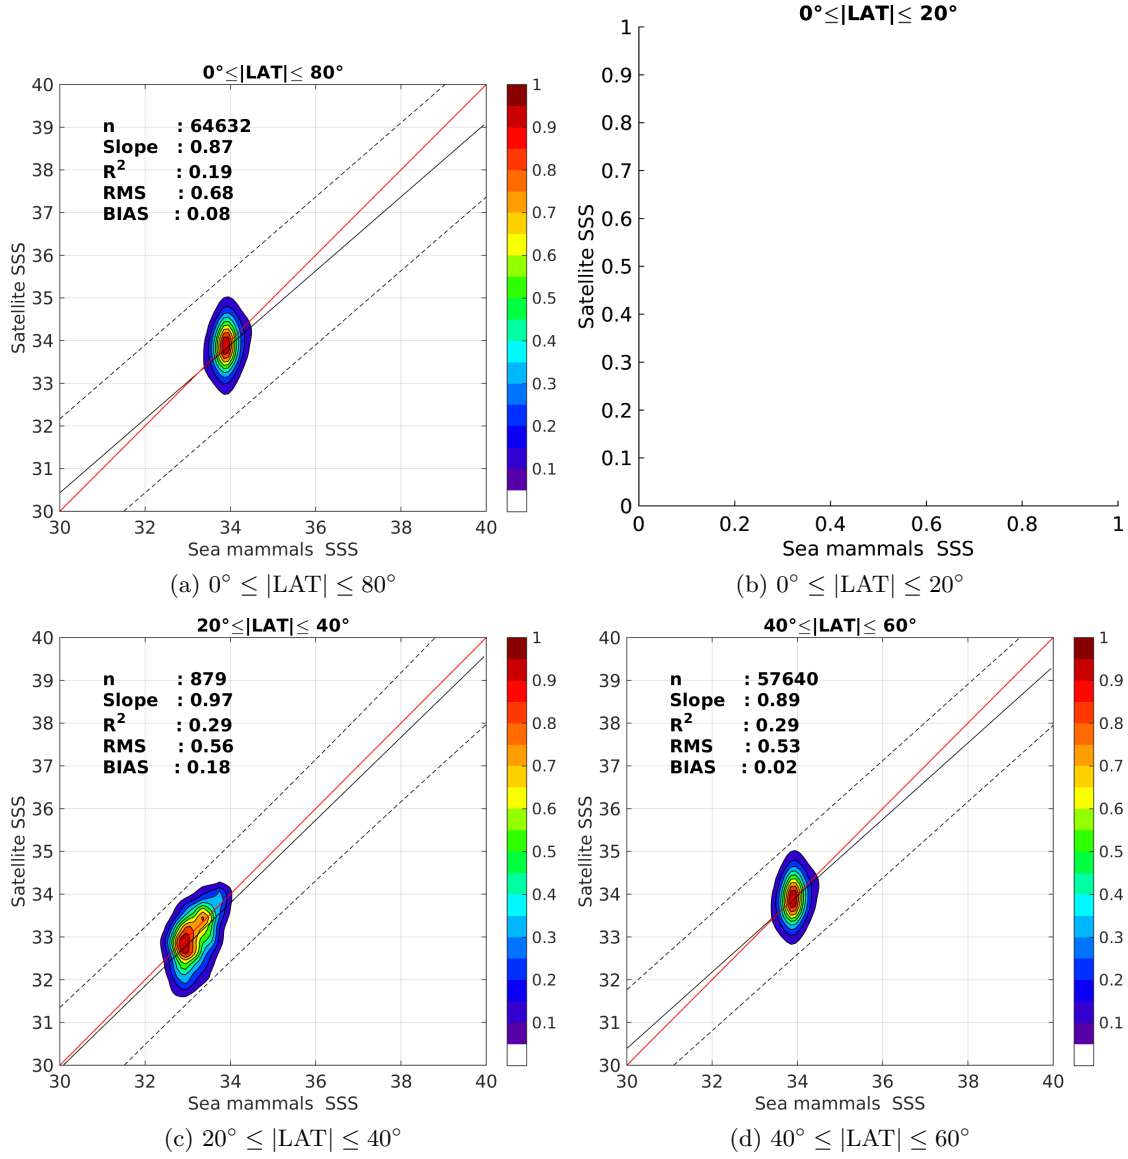 0°≤|LAT|≤ 80°
40
39
38
37
36
35
34
33
32
31
30
n : 64632
Slope : 0.87
R² : 0.19
RMS : 0.68
BIAS : 0.08
Satellite SSS
30 32 34 36 38 40
Sea mammals SSS
1
0.9
0.8
0.7
0.6
0.5
0.4
0.3
0.2
0.1
(a) 0° ≤ |LAT| ≤ 80°
0°≤|LAT|≤ 20°
1
0.9
0.8
0.7
0.6
0.5
0.4
0.3
0.2
0.1
0
Satellite SSS
0 0.2 0.4 0.6 0.8 1
Sea mammals SSS
(b) 0° ≤ |LAT| ≤ 20°
20°≤|LAT|≤ 40°
40
39
38
37
36
35
34
33
32
31
30
n : 879
Slope : 0.97
R² : 0.29
RMS : 0.56
BIAS : 0.18
Satellite SSS
30 32 34 36 38 40
Sea mammals SSS
1
0.9
0.8
0.7
0.6
0.5
0.4
0.3
0.2
0.1
(c) 20° ≤ |LAT| ≤ 40°
40°≤|LAT|≤ 60°
40
39
38
37
36
35
34
33
32
31
30
n : 57640
Slope : 0.89
R² : 0.29
RMS : 0.53
BIAS : 0.02
Satellite SSS
30 32 34 36 38 40
Sea mammals SSS
1
0.9
0.8
0.7
0.6
0.5
0.4
0.3
0.2
0.1
(d) 40° ≤ |LAT| ≤ 60°